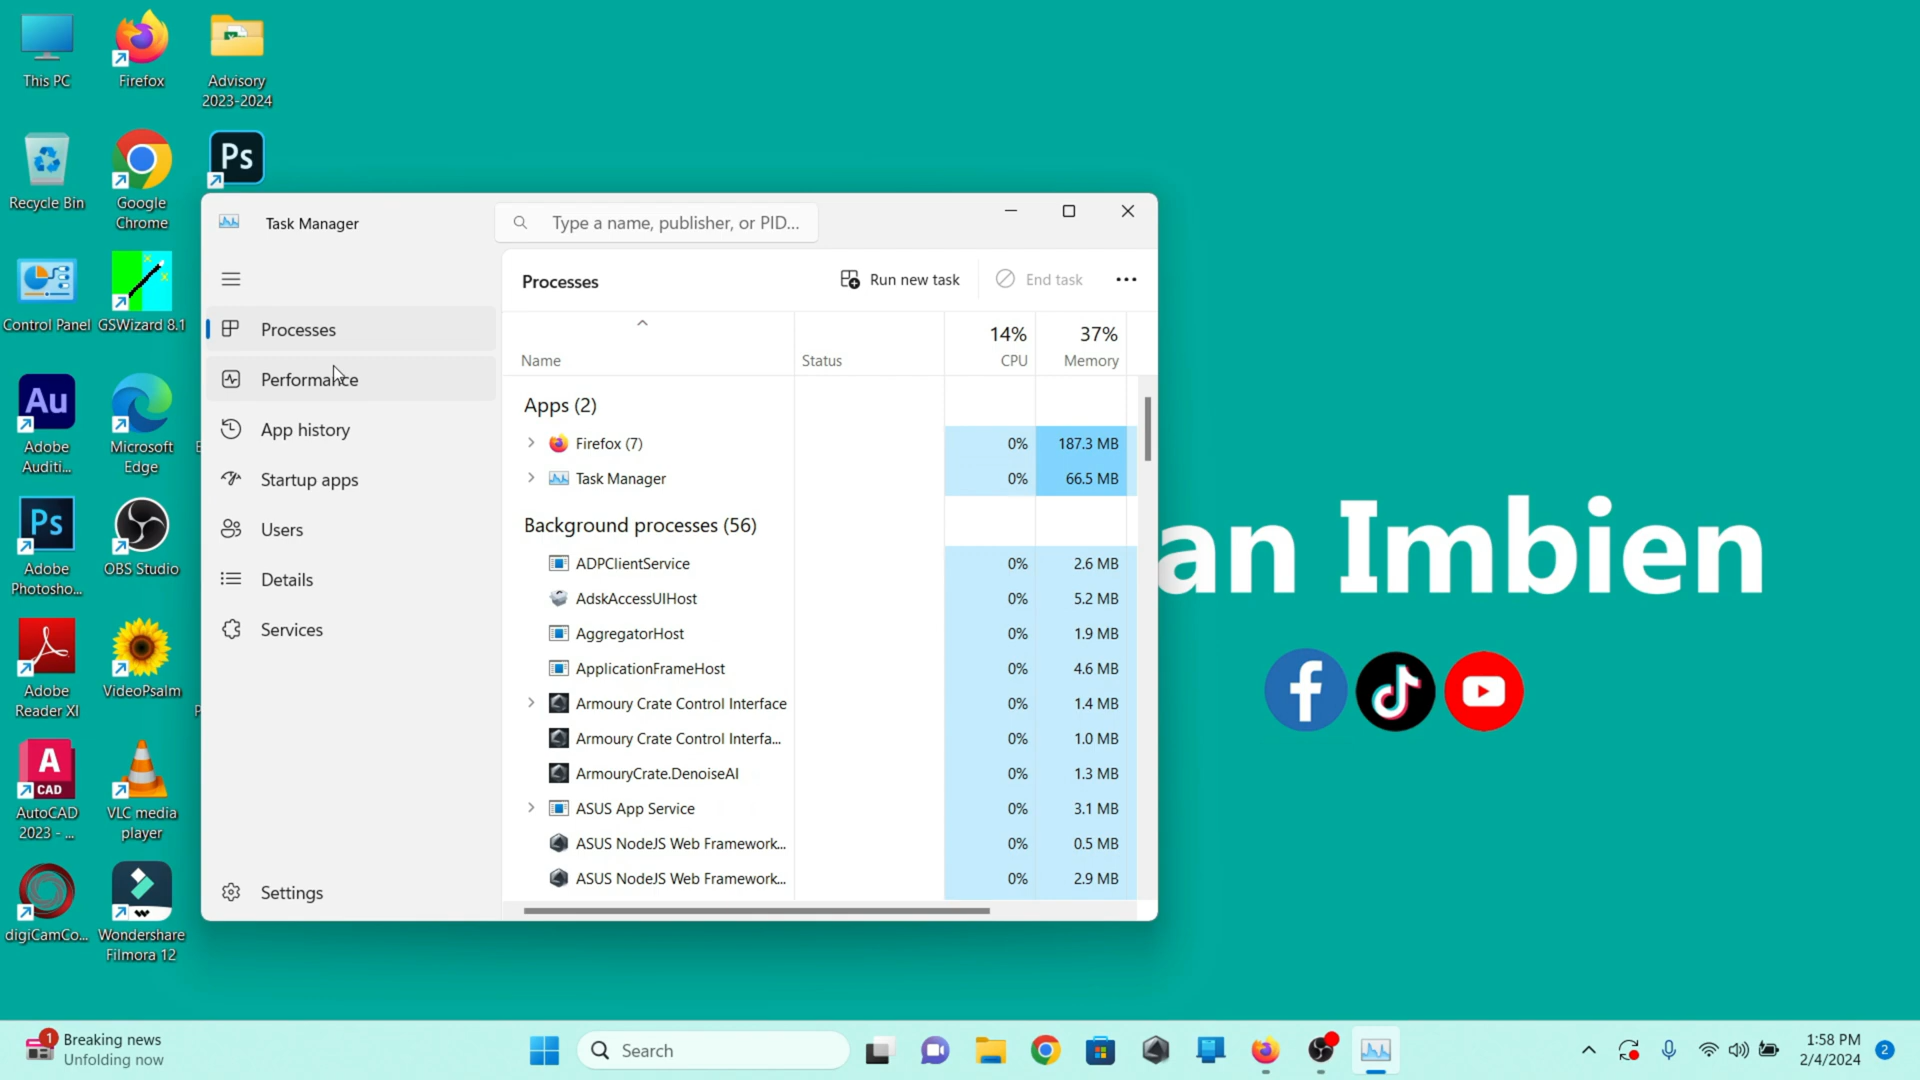 This PC
Firefox
Advisory
2023-2024
Recycle Bin
Google
Chrome
Ps
Control Panel
GSWizard 8.1
Au
Adobe
Auditi...
Microsoft
Edge
Ps
Adobe
Photosho...
OBS Studio
Adobe
Reader XI
VideoPsalm
A
CAD
AutoCAD
2023 - ...
VLC media
player
digiCamCo...
Wondershare
Filmora 12
Task Manager
Type a name, publisher, or PID...
Processes
Performance
App history
Startup apps
Users
Details
Services
Settings
Processes
Run new task
End task
Name
Status
14%
CPU
37%
Memory
Apps (2)
Firefox (7) 0% 187.3 MB
Task Manager 0% 66.5 MB
Background processes (56)
ADPClientService 0% 2.6 MB
AdskAccessUIHost 0% 5.2 MB
AggregatorHost 0% 1.9 MB
ApplicationFrameHost 0% 4.6 MB
Armoury Crate Control Interface 0% 1.4 MB
Armoury Crate Control Interfa... 0% 1.0 MB
ArmouryCrate.DenoiseAI 0% 1.3 MB
ASUS App Service 0% 3.1 MB
ASUS NodeJS Web Framework... 0% 0.5 MB
ASUS NodeJS Web Framework... 0% 2.9 MB
an Imbien
1
Breaking news
Unfolding now
Search
1:58 PM
2/4/2024
2